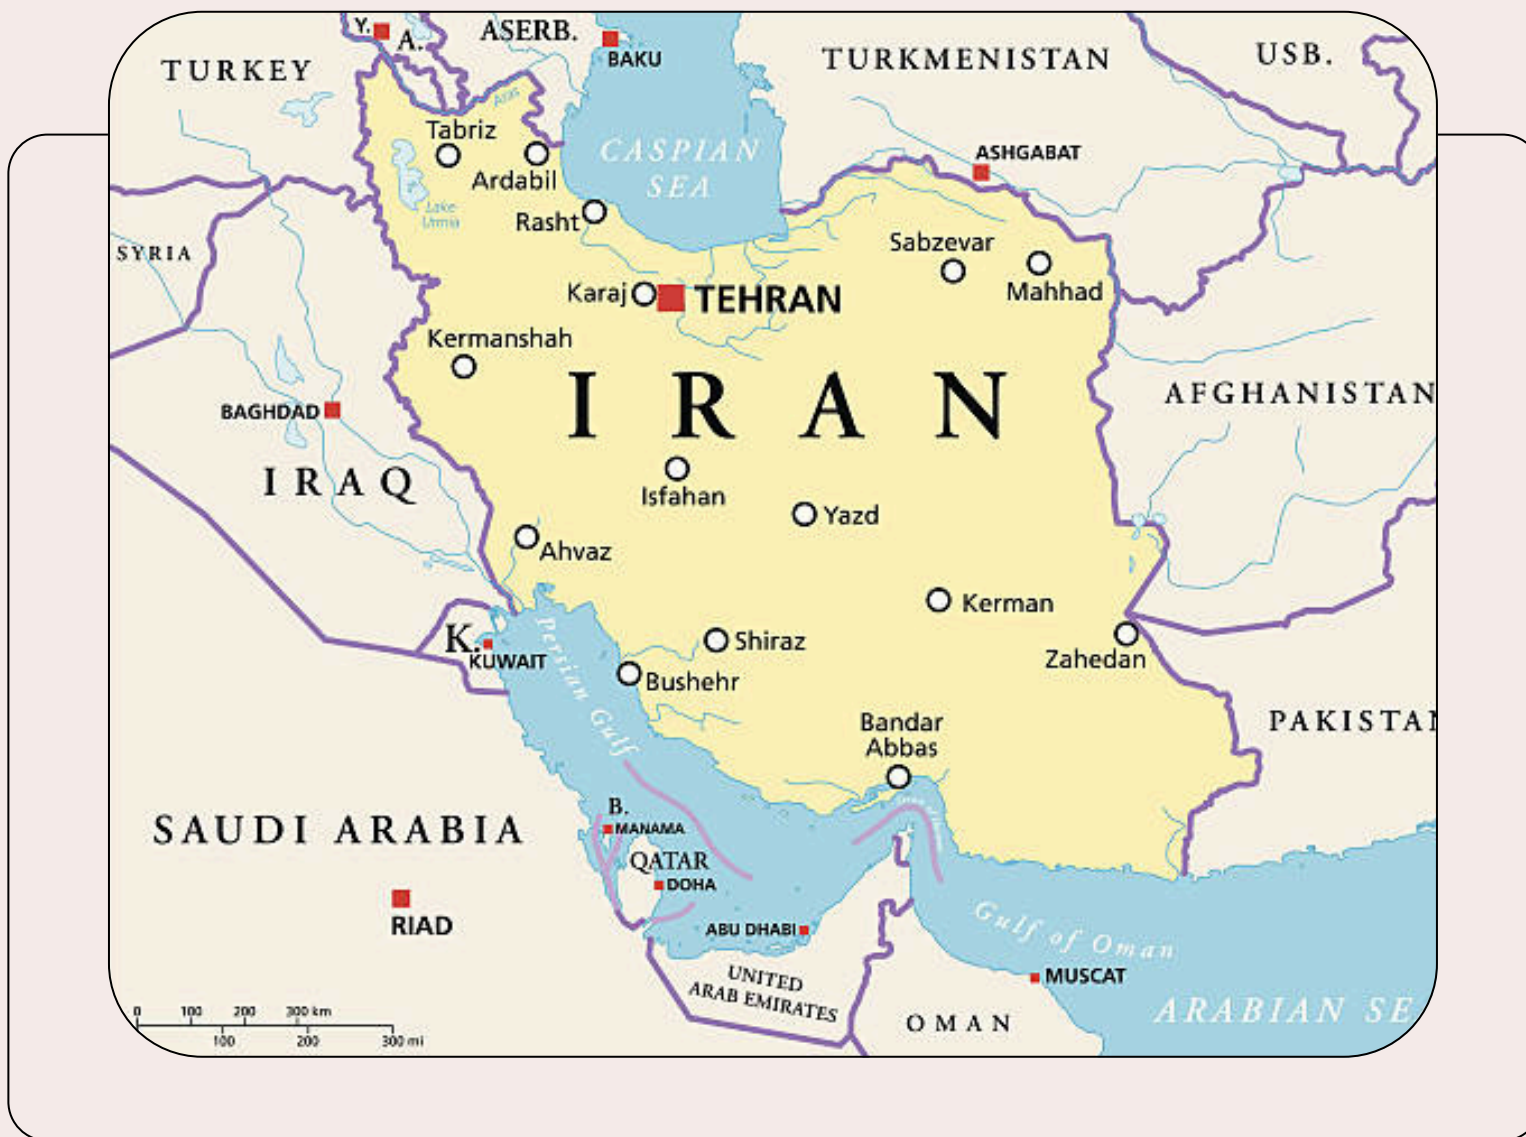 Y.
A.
ASERB.
BAKU
TURKEY
TURKMENISTAN
USB.
Aras
Tabriz
Ardabil
CASPIAN
SEA
ASHGABAT
Lake
Urmia
Rasht
SYRIA
Sabzevar
Mahhad
Karaj
TEHRAN
Kermanshah
I R A N
AFGHANISTAN
BAGHDAD
IRAQ
Isfahan
Yazd
Ahvaz
Kerman
K.
KUWAIT
Persian Gulf
Shiraz
Bushehr
Zahedan
Bandar
Abbas
PAKISTAN
B.
MANAMA
SAUDI ARABIA
QATAR
DOHA
RIAD
ABU DHABI
Gulf of Oman
UNITED
ARAB EMIRATES
MUSCAT
OMAN
ARABIAN SE
0 100 200 300 km
100 200 300 mi